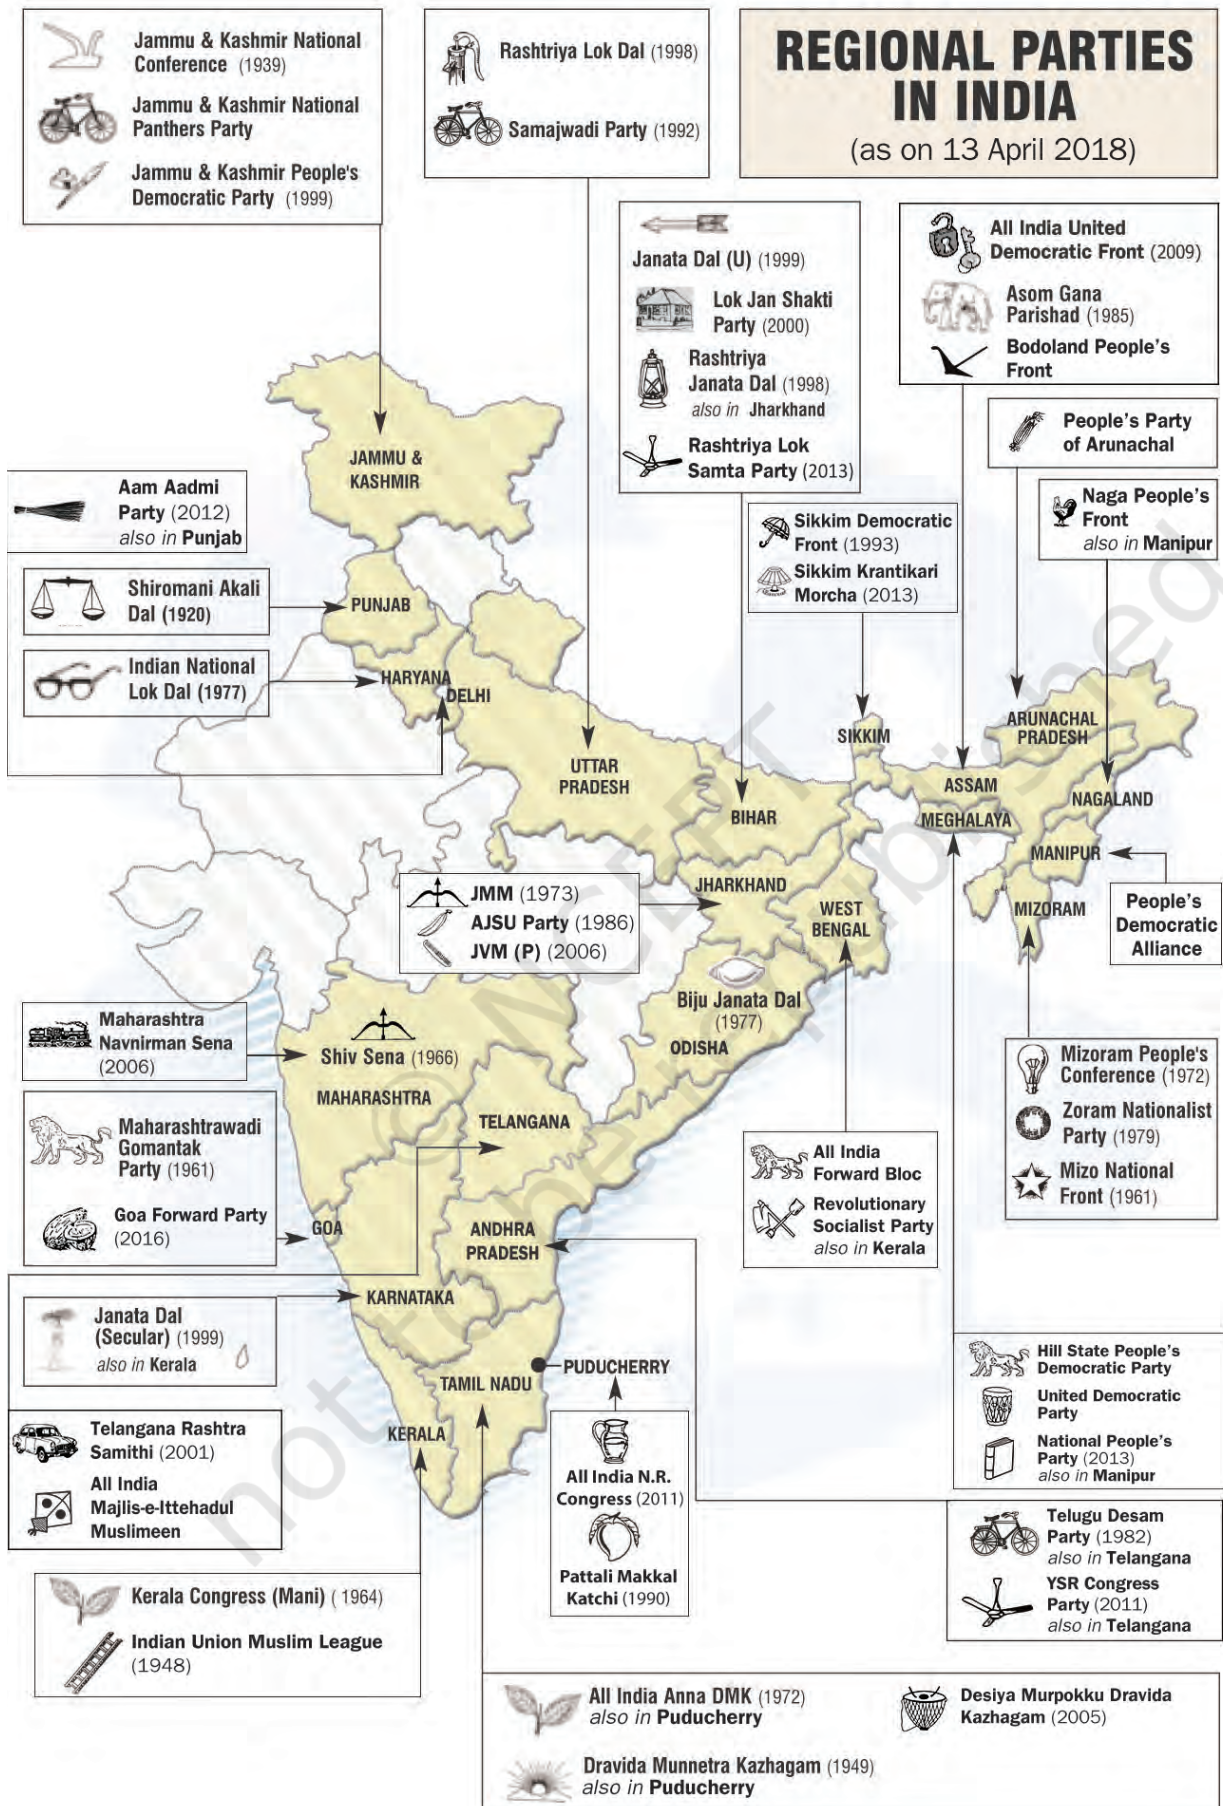 REGIONAL PARTIES
IN INDIA
(as on 13 April 2018)
Jammu & Kashmir National
Conference (1939)
Jammu & Kashmir National
Panthers Party
Jammu & Kashmir People's
Democratic Party (1999)
Rashtriya Lok Dal (1998)
Samajwadi Party (1992)
Janata Dal (U) (1999)
Lok Jan Shakti
Party (2000)
Rashtriya
Janata Dal (1998)
also in Jharkhand
Rashtriya Lok
Samta Party (2013)
All India United
Democratic Front (2009)
Asom Gana
Parishad (1985)
Bodoland People's
Front
People's Party
of Arunachal
Naga People's
Front
also in Manipur
Sikkim Democratic
Front (1993)
Sikkim Krantikari
Morcha (2013)
Aam Aadmi
Party (2012)
also in Punjab
Shiromani Akali
Dal (1920)
Indian National
Lok Dal (1977)
JAMMU &
KASHMIR
PUNJAB
HARYANA
DELHI
UTTAR
PRADESH
BIHAR
SIKKIM
ARUNACHAL
PRADESH
ASSAM
NAGALAND
MEGHALAYA
MANIPUR
MIZORAM
JHARKHAND
WEST
BENGAL
People's
Democratic
Alliance
JMM (1973)
AJSU Party (1986)
JVM (P) (2006)
Biju Janata Dal
(1977)
ODISHA
Maharashtra
Navnirman Sena
(2006)
Shiv Sena (1966)
MAHARASHTRA
TELANGANA
Maharashtrawadi
Gomantak
Party (1961)
Goa Forward Party
(2016)
GOA
ANDHRA
PRADESH
KARNATAKA
Janata Dal
(Secular) (1999)
also in Kerala
Telangana Rashtra
Samithi (2001)
All India
Majlis-e-Ittehadul
Muslimeen
PUDUCHERRY
TAMIL NADU
KERALA
All India N.R.
Congress (2011)
Pattali Makkal
Katchi (1990)
All India
Forward Bloc
Revolutionary
Socialist Party
also in Kerala
Mizoram People's
Conference (1972)
Zoram Nationalist
Party (1979)
Mizo National
Front (1961)
Hill State People's
Democratic Party
United Democratic
Party
National People's
Party (2013)
also in Manipur
Telugu Desam
Party (1982)
also in Telangana
YSR Congress
Party (2011)
also in Telangana
Kerala Congress (Mani) ( 1964)
Indian Union Muslim League
(1948)
All India Anna DMK (1972)
also in Puducherry
Desiya Murpokku Dravida
Kazhagam (2005)
Dravida Munnetra Kazhagam (1949)
also in Puducherry
© NCERT
not to be republished